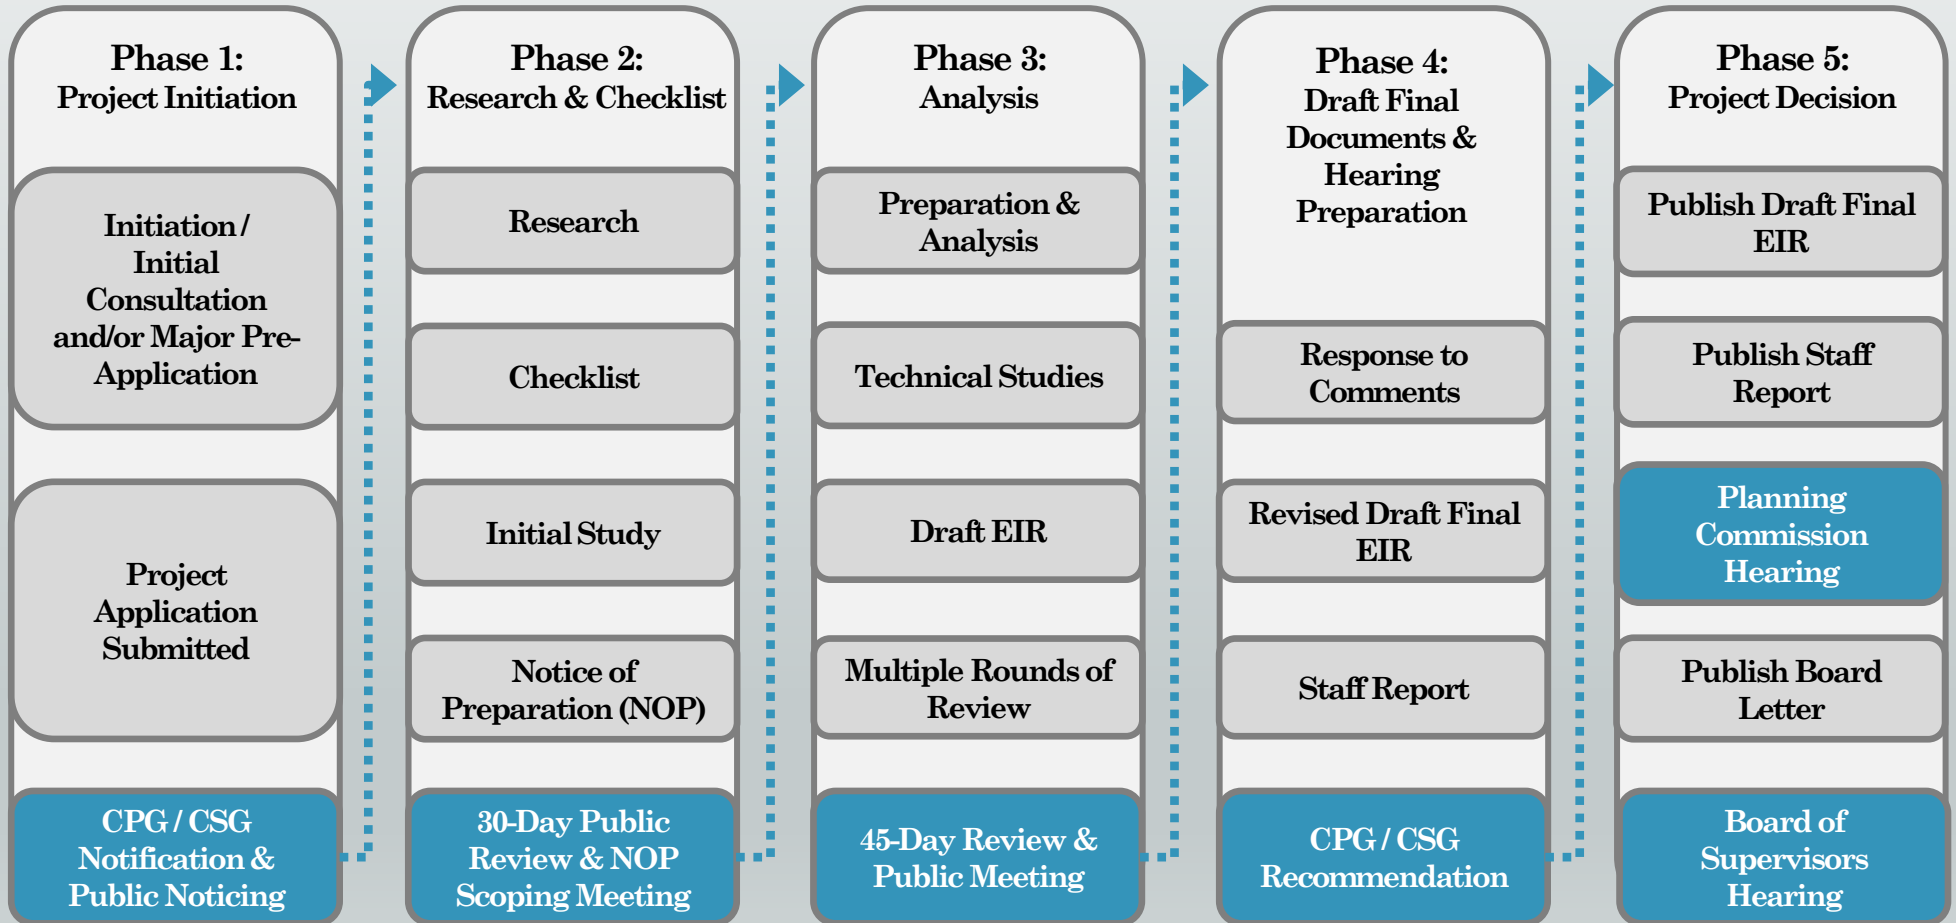 Phase 1:
Project Initiation
Initiation /
Initial
Consultation
and/or Major Pre-
Application
Project
Application
Submitted
CPG / CSG
Notification &
Public Noticing
Phase 2:
Research & Checklist
Research
Checklist
Initial Study
Notice of
Preparation (NOP)
30-Day Public
Review & NOP
Scoping Meeting
Phase 3:
Analysis
Preparation &
Analysis
Technical Studies
Draft EIR
Multiple Rounds of
Review
45-Day Review &
Public Meeting
Phase 4:
Draft Final
Documents &
Hearing
Preparation
Response to
Comments
Revised Draft Final
EIR
Staff Report
CPG / CSG
Recommendation
Phase 5:
Project Decision
Publish Draft Final
EIR
Publish Staff
Report
Planning
Commission
Hearing
Publish Board
Letter
Board of
Supervisors
Hearing